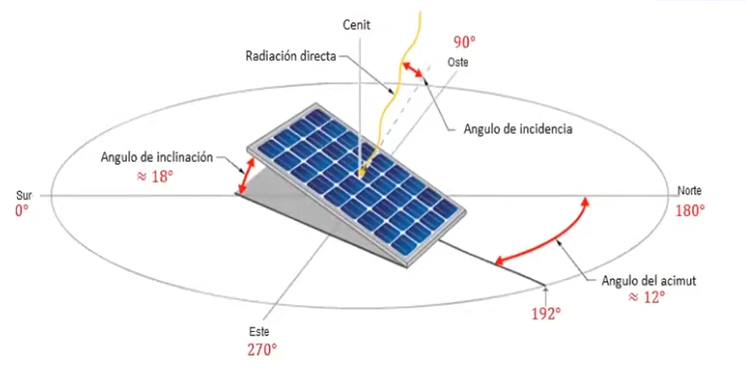 Cenit
Radiación directa
90°
Oste
Angulo de incidencia
Angulo de inclinación
≈ 18°
Sur
0°
Norte
180°
Angulo del acimut
≈ 12°
192°
Este
270°